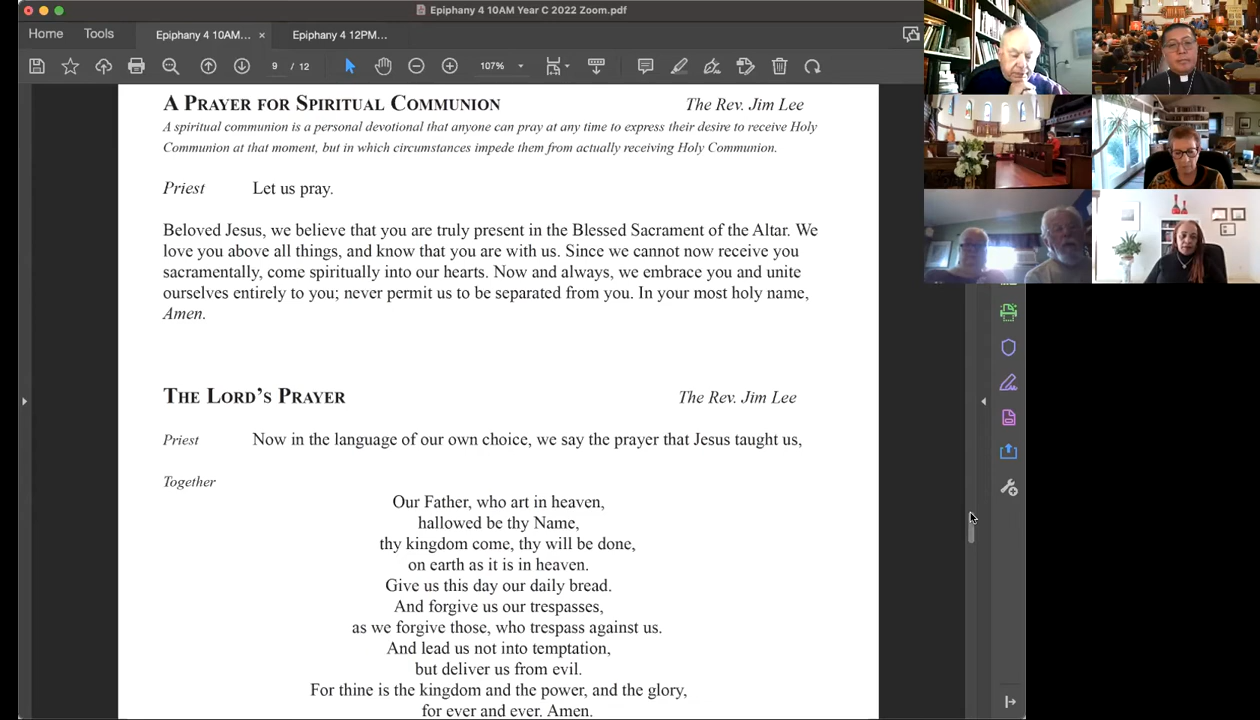 Epiphany 4 10AM Year C 2022 Zoom.pdf
Home Tools Epiphany 4 10AM... × Epiphany 4 12PM...
9 / 12 107%
A PRAYER FOR SPIRITUAL COMMUNION The Rev. Jim Lee
A spiritual communion is a personal devotional that anyone can pray at any time to express their desire to receive Holy
Communion at that moment, but in which circumstances impede them from actually receiving Holy Communion.
Priest Let us pray.
Beloved Jesus, we believe that you are truly present in the Blessed Sacrament of the Altar. We
love you above all things, and know that you are with us. Since we cannot now receive you
sacramentally, come spiritually into our hearts. Now and always, we embrace you and unite
ourselves entirely to you; never permit us to be separated from you. In your most holy name,
Amen.
THE LORD'S PRAYER The Rev. Jim Lee
Priest Now in the language of our own choice, we say the prayer that Jesus taught us,
Together
Our Father, who art in heaven,
hallowed be thy Name,
thy kingdom come, thy will be done,
on earth as it is in heaven.
Give us this day our daily bread.
And forgive us our trespasses,
as we forgive those, who trespass against us.
And lead us not into temptation,
but deliver us from evil.
For thine is the kingdom and the power, and the glory,
for ever and ever. Amen.